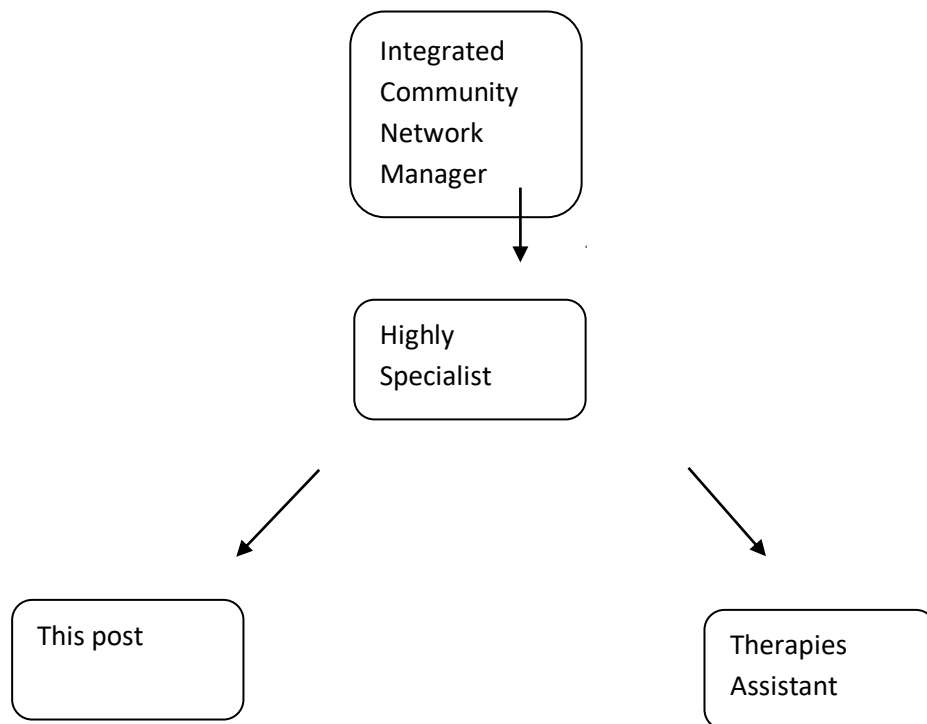 Integrated
Community
Network
Manager
Highly
Specialist
This post
Therapies
Assistant